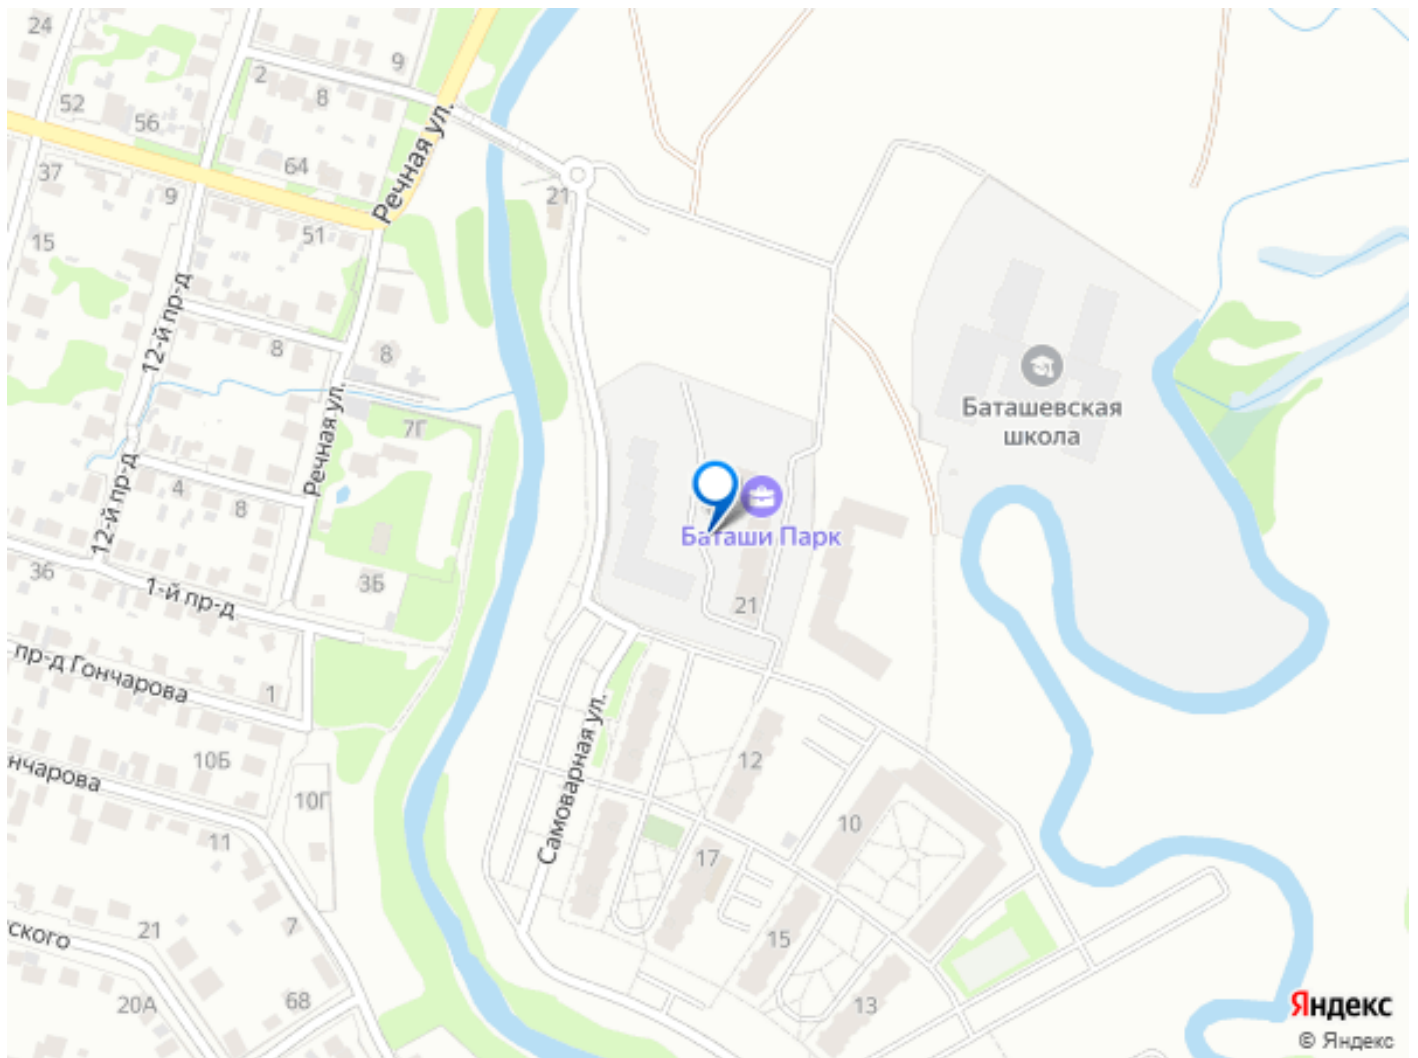 24
9
2
8
52
56
Речная ул.
64
37
9
21
51
15
12-й пр-д
8
8
Баташевская
школа
Речная ул.
7Г
12-й пр-д
4
8
Баташи Парк
36
1-й пр-д
3Б
21
пр-д Гончарова
1
Самоварная ул.
12
10Б
нчарова
10Г
10
11
17
7
21
ского
15
20А
68
13
Яндекс
© Яндекс